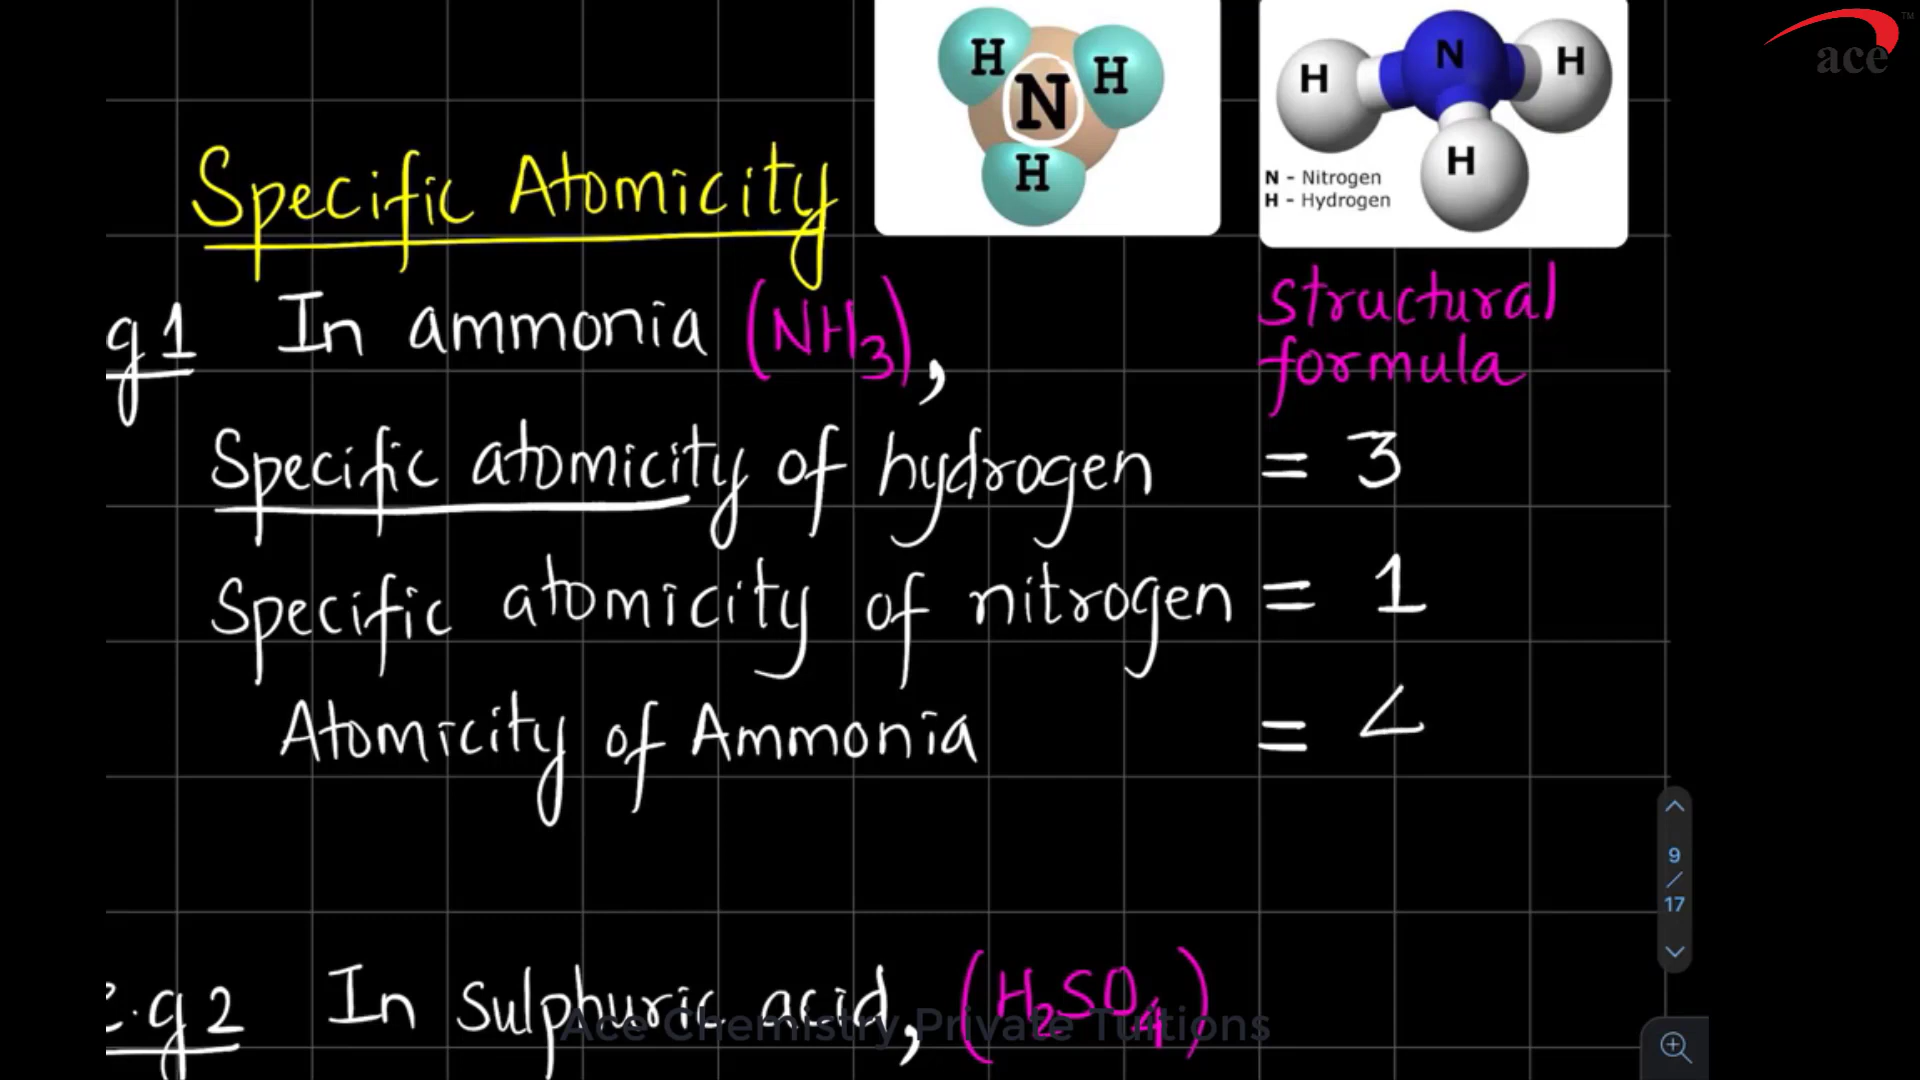 H H N H
N H H H
N - Nitrogen
H - Hydrogen
ace TM
Specific Atomicity
g1 In ammonia (NH3),
Structural
formula
Specific atomicity of hydrogen = 3
Specific atomicity of nitrogen = 1
Atomicity of Ammonia =
9
/
17
e.g2 In sulphuric acid, (H2SO4)
Ace Chemistry Private Tuitions